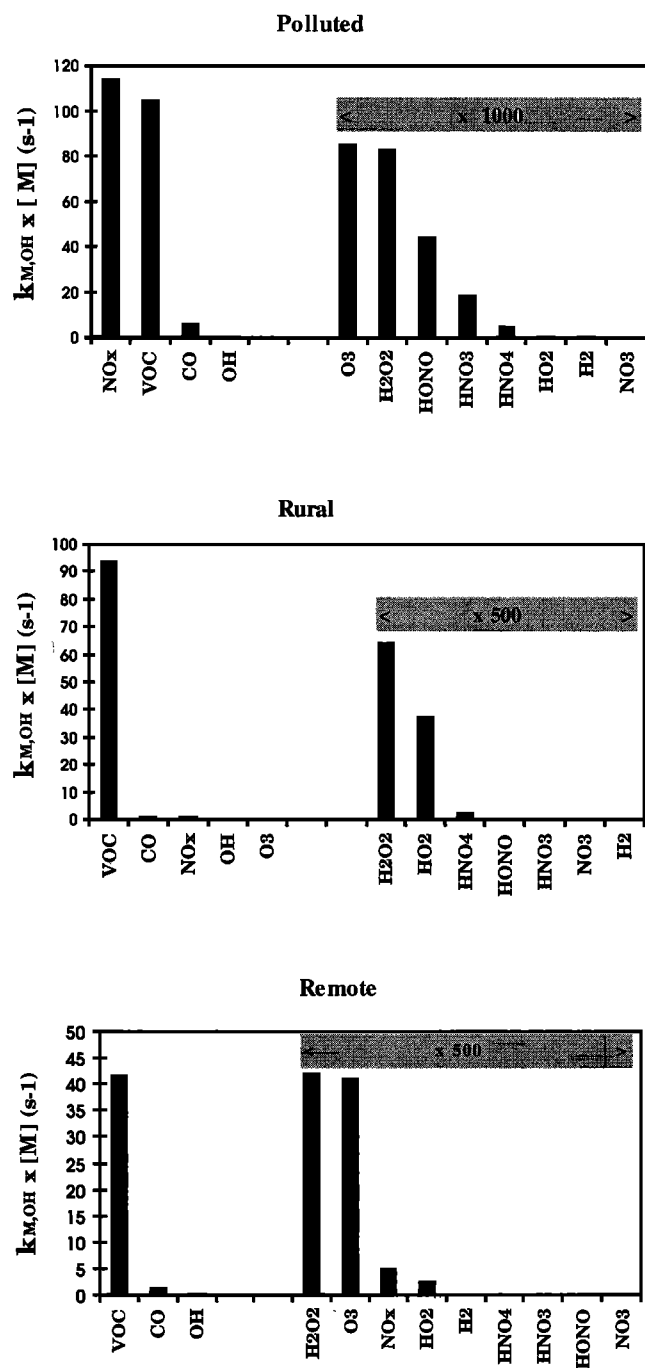 Polluted
kM,OH x [ M] (s-1)
120
100
80
60
40
20
0
< x 1000 >
NOx
VOC
CO
OH
O3
H2O2
HONO
HNO3
HNO4
HO2
H2
NO3
Rural
kM,OH x [M] (s-1)
100
90
80
70
60
50
40
30
20
10
0
< x 500 >
VOC
CO
NOx
OH
O3
H2O2
HO2
HNO4
HONO
HNO3
NO3
H2
Remote
kM,OH x [M] (s-1)
50
45
40
35
30
25
20
15
10
5
0
< x 500 >
VOC
CO
OH
H2O2
O3
NOx
HO2
H2
HNO4
HNO3
HONO
NO3